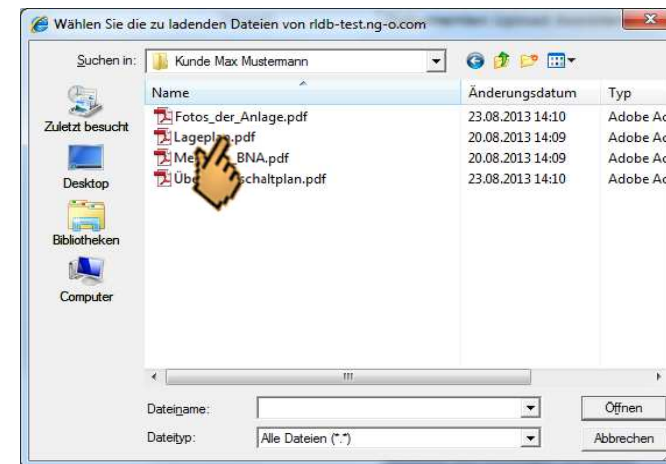 Wählen Sie die zu ladenden Dateien von rldb-test.ng-o.com
Suchen in: Kunde Max Mustermann
Name Änderungsdatum Typ
Fotos_der_Anlage.pdf 23.08.2013 14:10 Adobe Ac
Lageplan.pdf 20.08.2013 14:09 Adobe Ac
BNA.pdf 20.08.2013 14:09 Adobe Ac
schaltplan.pdf 23.08.2013 14:10 Adobe Ac
Zuletzt besucht
Desktop
Bibliotheken
Computer
Dateiname: Öffnen
Dateityp: Alle Dateien (*.*) Abbrechen